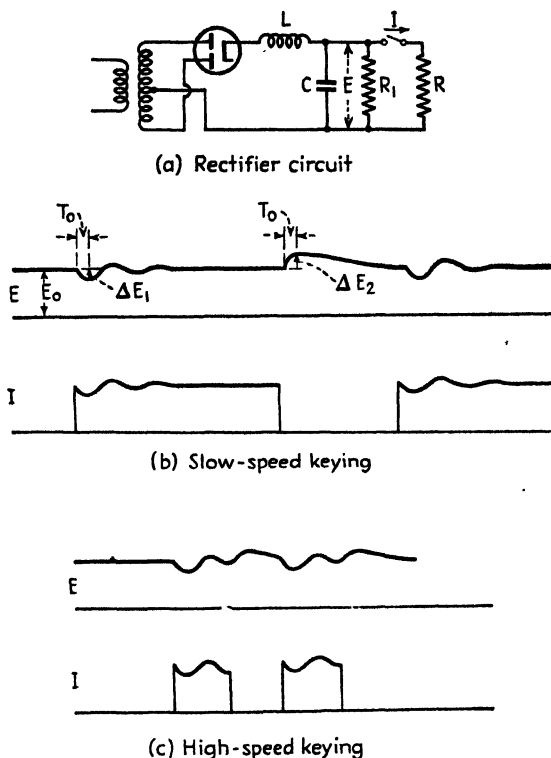 L
I
C
E
R₁
R
(a) Rectifier circuit
T₀
T₀
E
E₀
ΔE₁
ΔE₂
I
(b) Slow-speed keying
E
I
(c) High-speed keying